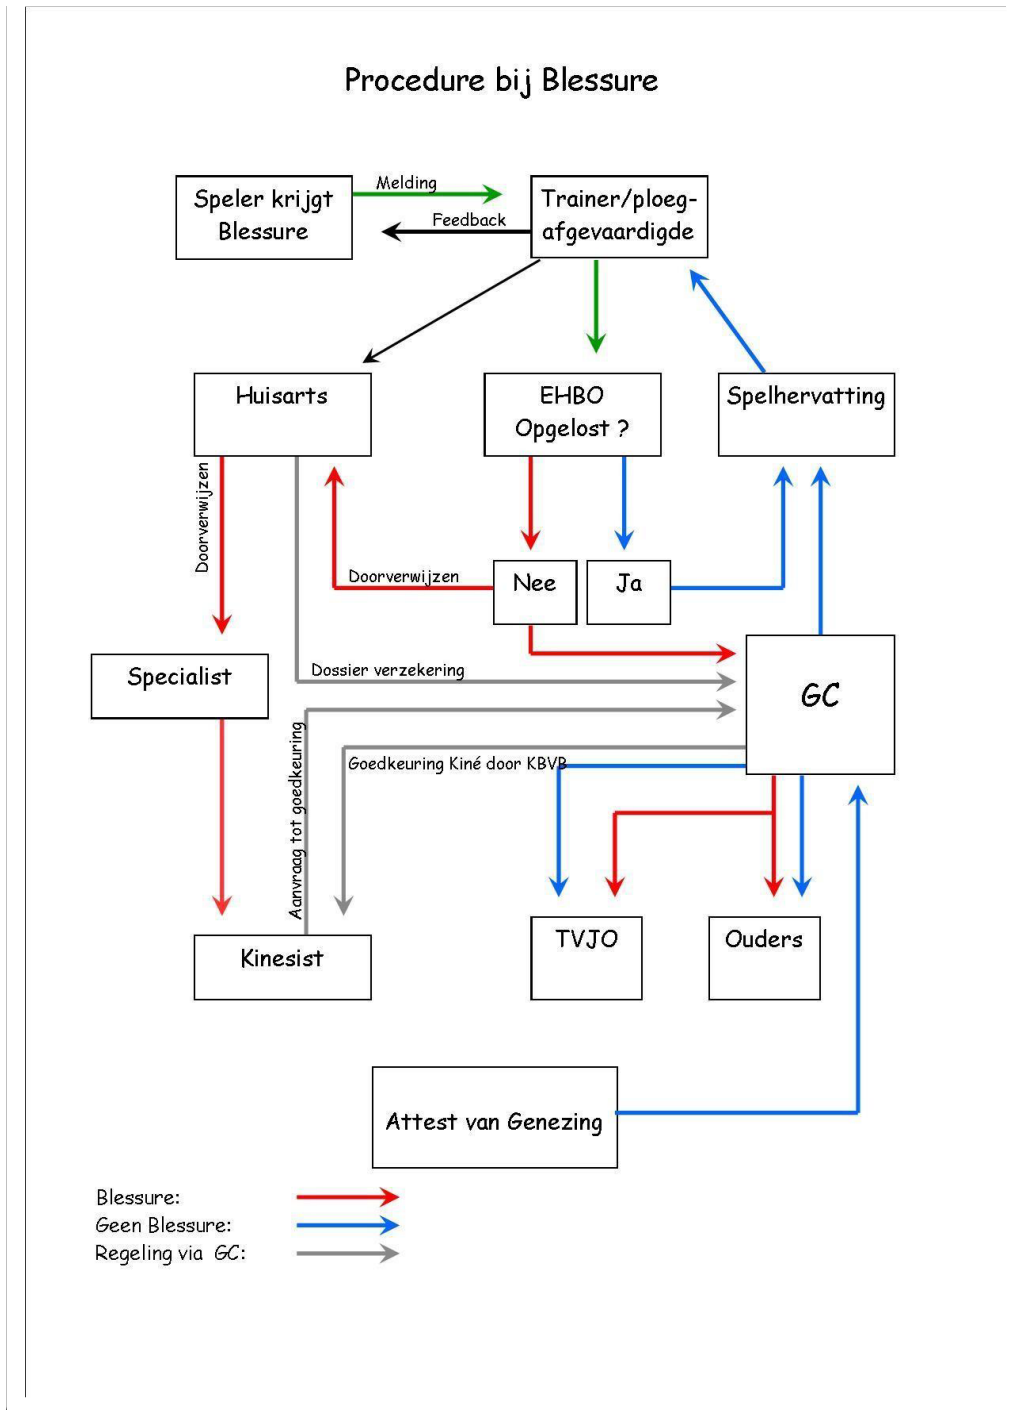 Procedure bij Blessure
Speler krijgt
Blessure
Melding
Feedback
Trainer/ploeg-
afgevaardigde
Huisarts
EHBO
Opgelost ?
Spelhervatting
Doorverwijzen
Doorverwijzen
Nee
Ja
Specialist
Dossier verzekering
GC
Aanvraag tot goedkeuring
Goedkeuring Kiné door KBVB
Kinesist
TVJO
Ouders
Attest van Genezing
Blessure:
Geen Blessure:
Regeling via GC: